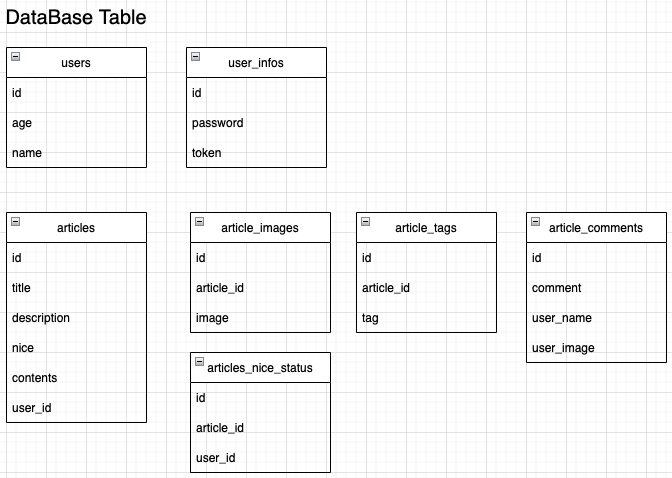 DataBase Table
users
id
age
name
user_infos
id
password
token
articles
id
title
description
nice
contents
user_id
article_images
id
article_id
image
article_tags
id
article_id
tag
article_comments
id
comment
user_name
user_image
articles_nice_status
id
article_id
user_id